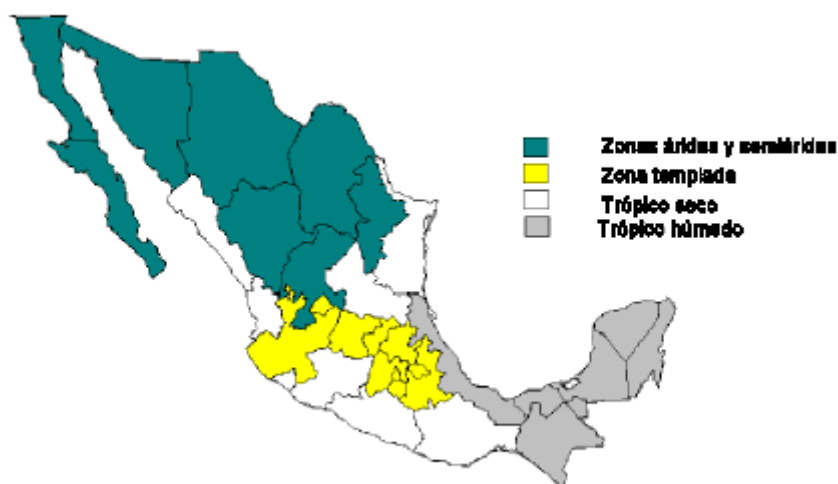 Zonas áridas y semiáridas
Zona templada
Trópico seco
Trópico húmedo